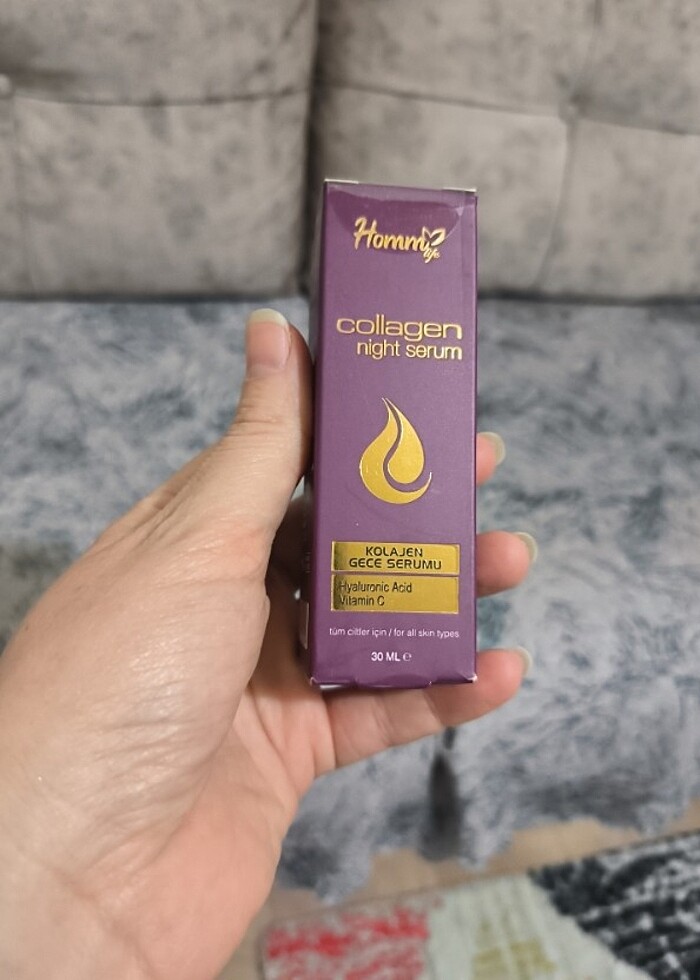 Homm
life
collagen
night serum
KOLAJEN
GECE SERUMU
Hyaluronic Acid
Vitamin C
tüm ciltler için / for all skin types
30 ML ℮